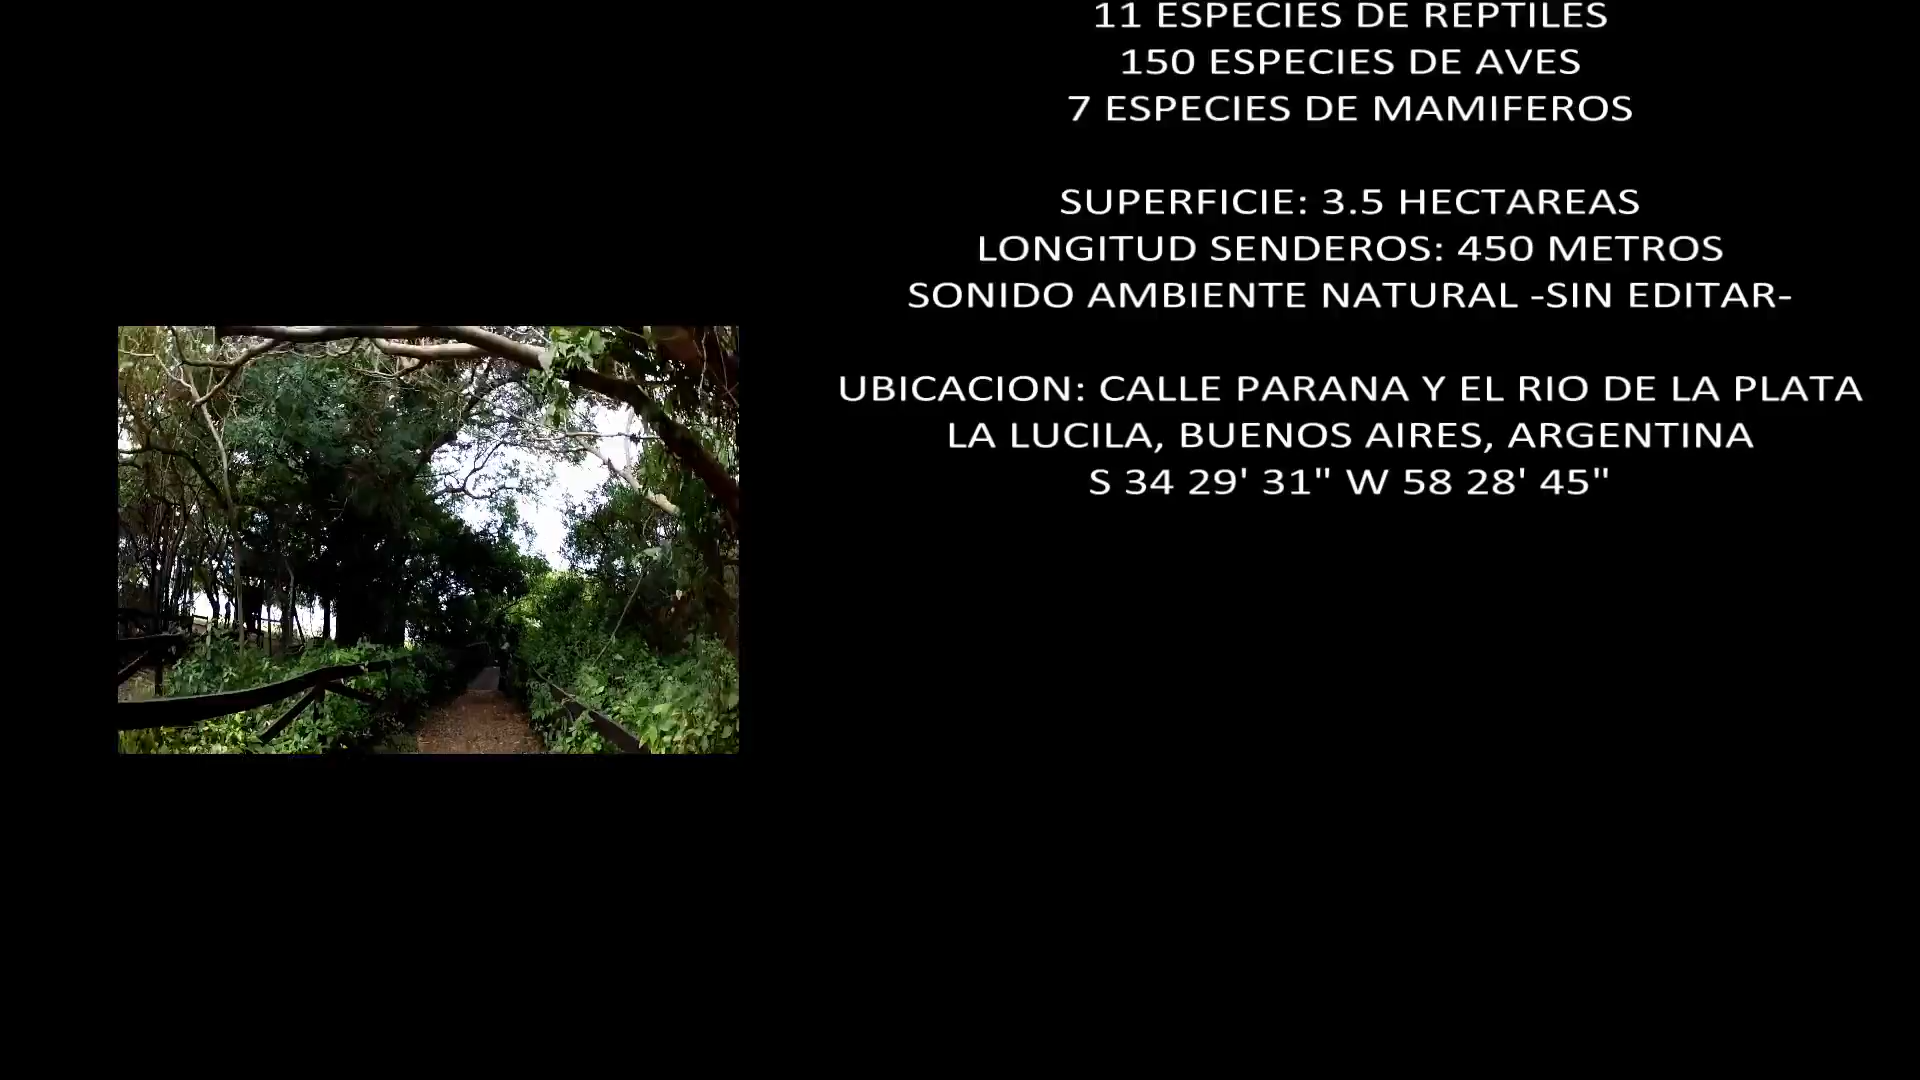 11 ESPECIES DE REPTILES
150 ESPECIES DE AVES
7 ESPECIES DE MAMIFEROS
SUPERFICIE: 3.5 HECTAREAS
LONGITUD SENDEROS: 450 METROS
SONIDO AMBIENTE NATURAL -SIN EDITAR-
UBICACION: CALLE PARANA Y EL RIO DE LA PLATA
LA LUCILA, BUENOS AIRES, ARGENTINA
S 34 29' 31" W 58 28' 45"